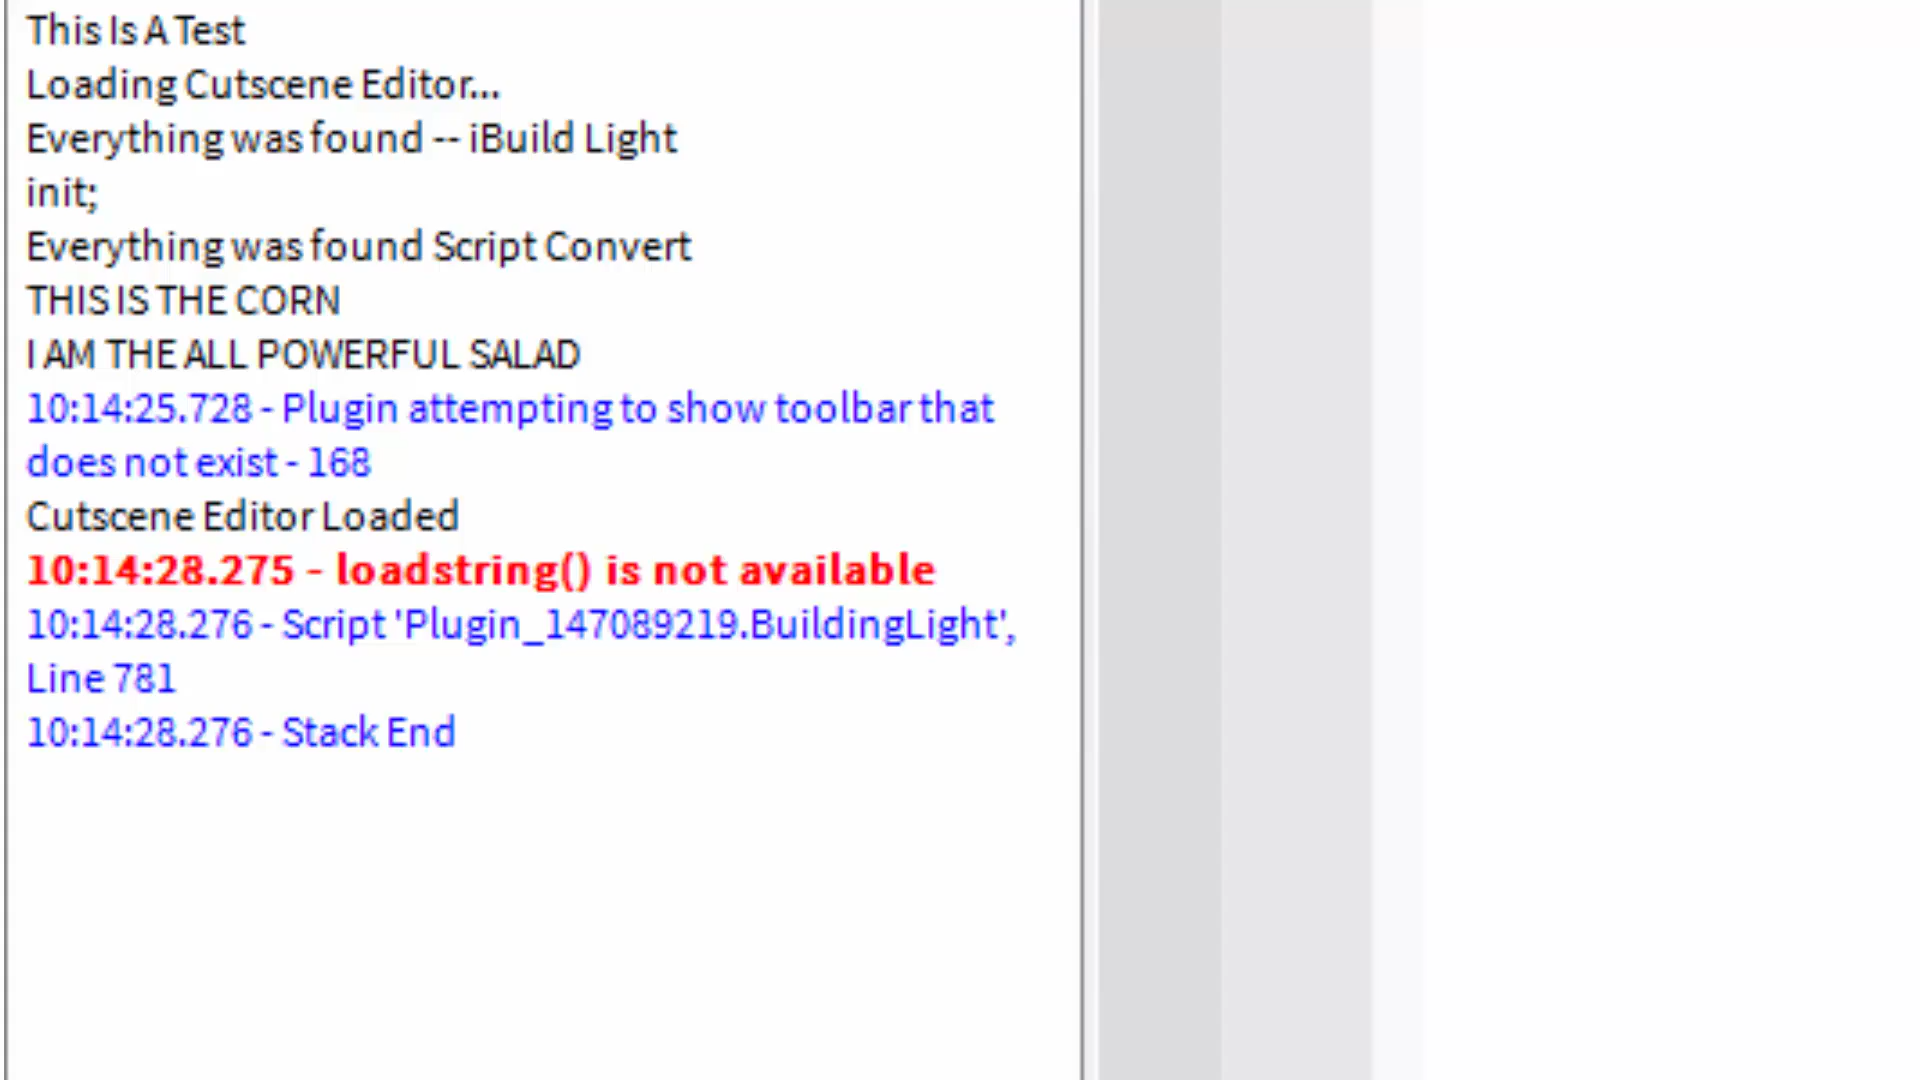 This Is A Test
Loading Cutscene Editor...
Everything was found -- iBuild Light
init;
Everything was found Script Convert
THIS IS THE CORN
I AM THE ALL POWERFUL SALAD
10:14:25.728 - Plugin attempting to show toolbar that
does not exist - 168
Cutscene Editor Loaded
10:14:28.275 - loadstring() is not available
10:14:28.276 - Script 'Plugin_147089219.BuildingLight',
Line 781
10:14:28.276 - Stack End